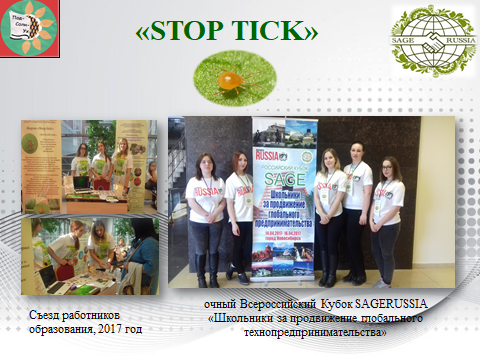 «STOP TICK»
SAGE RUSSIA
RUSSIA
SAGE
Школьники
за продвижение
глобального
предпринимательства
Съезд работников
образования, 2017 год
очный Всероссийский Кубок SAGERUSSIA
«Школьники за продвижение глобального
технопредпринимательства»